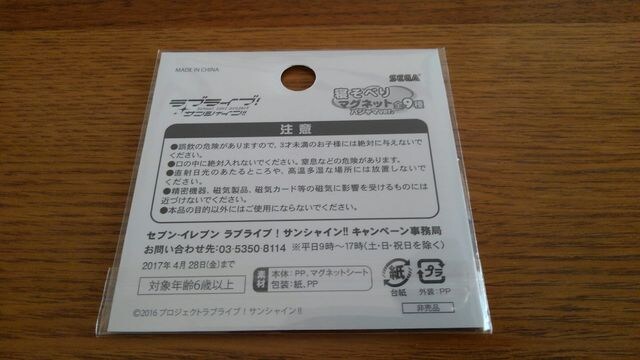 MADE IN CHINA
SEGA
ラブライブ!
サンシャイン!!
寝そべり
マグネット全9種
パジャマver.
注意
●誤飲の危険がありますので、3才未満のお子様には絶対に与えないで
ください。
●口の中に絶対入れないでください。窒息などの危険があります。
●直射日光のあたるところや、高温多湿な場所には放置しないで
ください。
●精密機器、磁気製品、磁気カード等の磁気に影響を受けるものには
近づけないでください。
●本品の目的以外にはご使用にならないでください。
セブン-イレブン ラブライブ!サンシャイン!! キャンペーン事務局
お問い合わせ先:03-5350-8114 ※平日9時～17時(土・日・祝日を除く)
2017年4月28日(金)まで
対象年齢6歳以上
素材
本体:PP、マグネットシート
包装:紙、PP
紙
台紙
プラ
外装:PP
©2016 プロジェクトラブライブ!サンシャイン!!
非売品